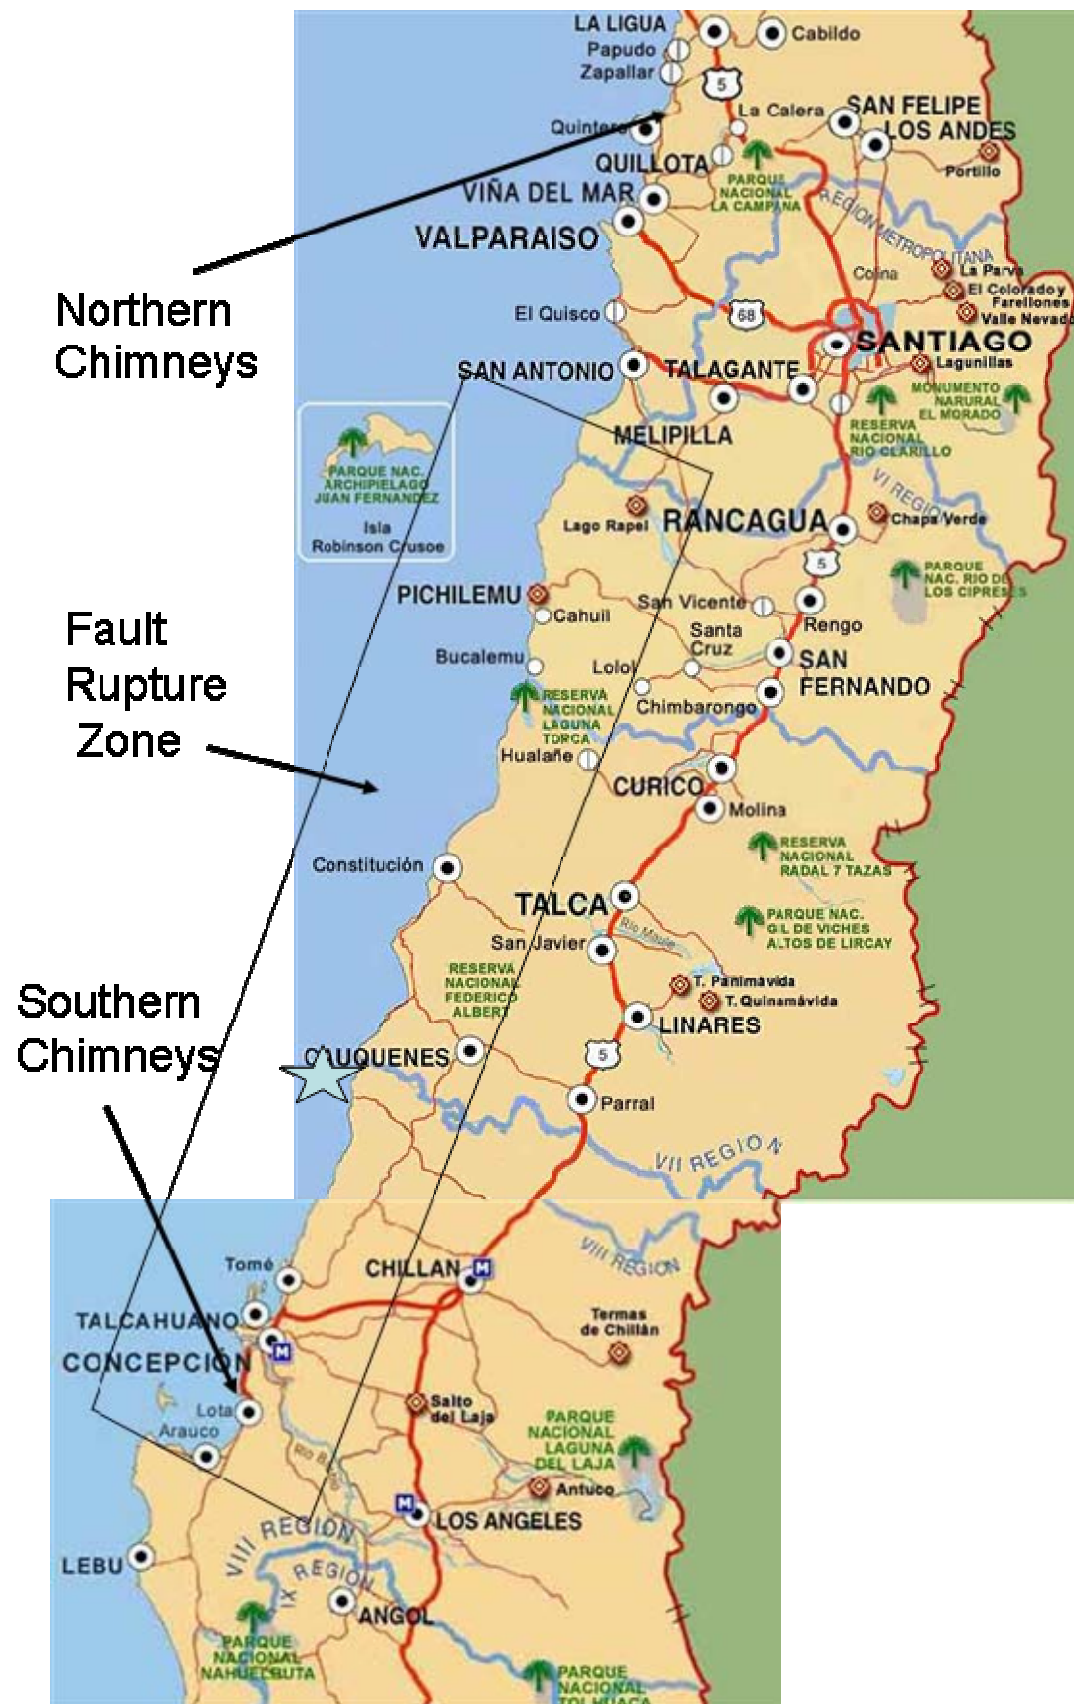 LA LIGUA
Cabildo
Papudo
Zapallar
5
La Calera
SAN FELIPE
LOS ANDES
Quintero
QUILLOTA
Portillo
PARQUE
NACIONAL
LA CAMPANA
VIÑA DEL MAR
VALPARAISO
REGION METROPOLITANA
Colina
La Parva
El Colorado y
Farellones
Valle Nevado
Northern
Chimneys
El Quisco
68
SANTIAGO
Lagunillas
SAN ANTONIO
TALAGANTE
MONUMENTO
NARURAL
EL MORADO
MELIPILLA
RESERVA
NACIONAL
RIO CLARILLO
PARQUE NAC.
ARCHIPIELAGO
JUAN FERNANDEZ
Isla
Robinson Crusoe
VI REGION
Lago Rapel
RANCAGUA
Chapa Verde
5
PARQUE
NAC. RIO DE
LOS CIPRESES
PICHILEMU
Cahuil
San Vicente
Rengo
Fault
Rupture
Zone
Bucalemu
Santa
Cruz
Lolol
SAN
FERNANDO
Chimbarongo
RESERVA
NACIONAL
LAGUNA
TORCA
Hualañe
CURICO
Molina
RESERVA
NACIONAL
RADAL 7 TAZAS
Constitución
TALCA
PARQUE NAC.
GIL DE VICHES
ALTOS DE LIRCAY
Rio Maule
San Javier
RESERVA
NACIONAL
FEDERICO
ALBERT
T. Panimávida
T. Quinamávida
LINARES
Southern
Chimneys
CAUQUENES
5
Parral
VII REGION
VIII REGION
Tomé
CHILLAN
M
TALCAHUANO
Termas
de Chillán
CONCEPCIÓN
M
Lota
Arauco
Salto
del Laja
PARQUE
NACIONAL
LAGUNA
DEL LAJA
Antuco
M
LOS ANGELES
VIII REGION
LEBU
IX REGION
ANGOL
PARQUE
NACIONAL
NAHUELBUTA
PARQUE
NACIONAL
TOLHUACA